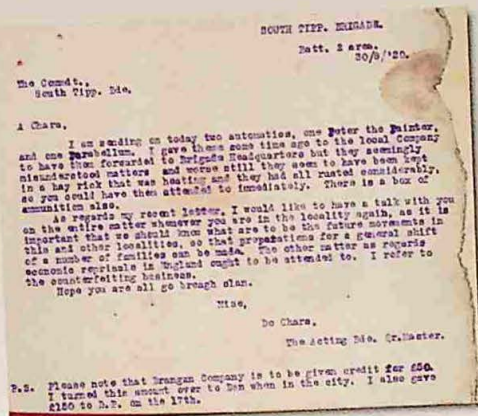 SOUTH TIPP. BRIGADE.
Batt. 2 area.
30/9/'20.
The Comdt.,
South Tipp. Bde.
A Chara,
I am sending on today two automatics, one Peter the Painter,
and one Parabellum. I gave these some time ago to the local Company
to have them forwarded to Brigade Headquarters but they seemingly
misunderstood matters and worse still they seem to have been kept
in a hay rick that was heating as they had all rusted considerably,
so you could have them attended to immediately. There is a box of
ammunition also.
As regards my recent letter, I would like to have a talk with you
on the entire matter whenever you are in the locality again, as it is
important that we should know what are to be the future movements in
this and other localities, so that preparations for a general shift
of a number of families can be made. The other matter as regards
economic reprisals in England ought to be attended to. I refer to
the counterfeiting business.
Hope you are all go breagh slan.
Mise,
Do Chara,
The Acting Bde. Qr.Master.
P.S. Please note that Drangan Company is to be given credit for £50.
I turned this amount over to Dan when in the city. I also gave
£150 to D.P. on the 17th.